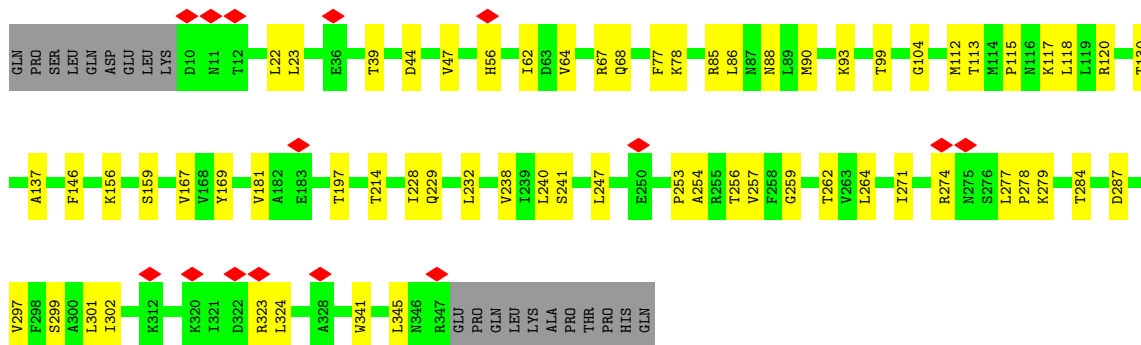 GLN PRO SER LEU GLN ASP GLU LEU LYS D10 N11 T12 L22 L23 E36 T39 D44 V47 H56 I62 D63 V64 R67 Q68 F77 K78 R85 L86 N87 N88 L89 M90 K93 T99 G104 M112 T113 M114 P115 N116 K117 L118 L119 R120
A137 F146 K156 S159 V167 V168 Y169 V181 A182 E183 T197 T214 I228 Q229 L232 V238 I239 L240 S241 L247 E250 P253 A254 R255 T256 V257 F258 G259 T262 V263 L264 I271 R274 N275 S276 L277 P278 K279 T284 D287
V297 F298 S299 A300 L301 I302 K312 K320 I321 D322 R323 L324 A328 W341 L345 N346 R347 GLU PRO GLN LEU LYS ALA PRO THR PRO HIS GLN